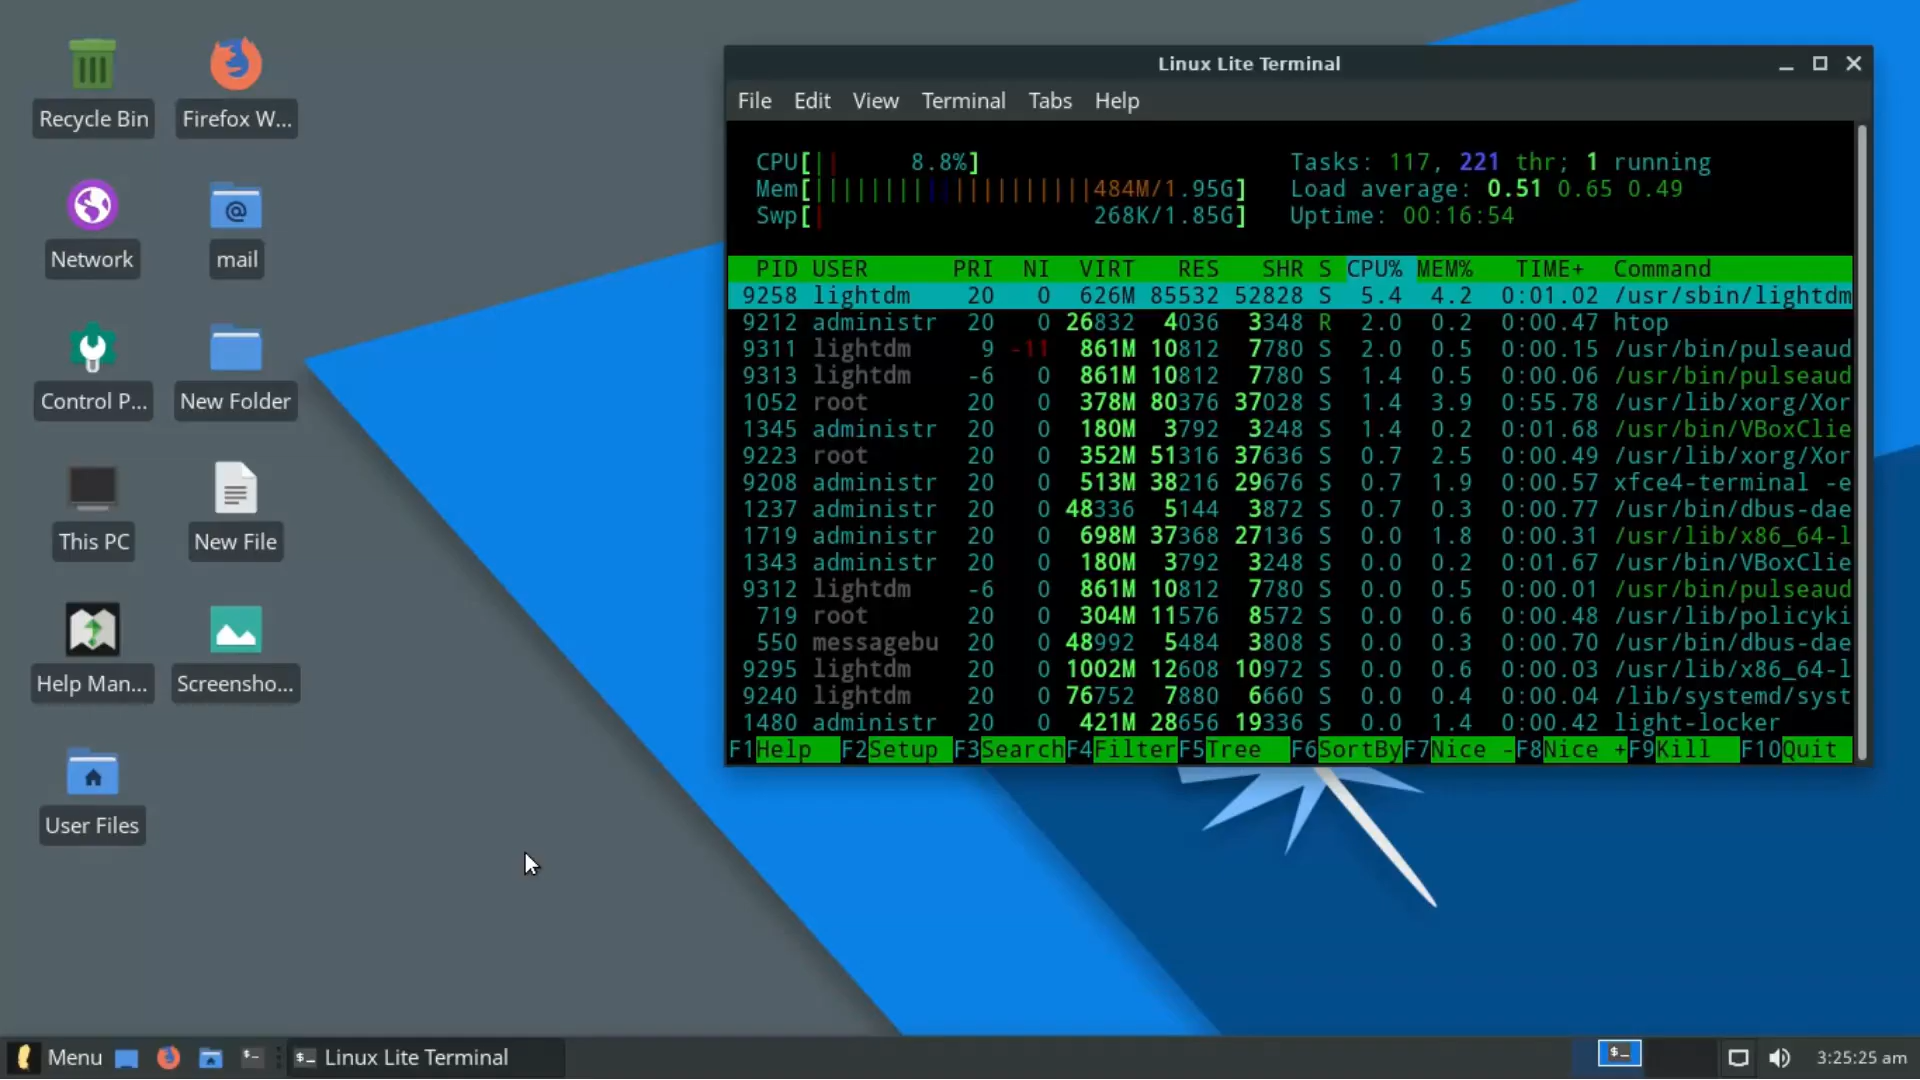 Recycle Bin
Firefox W...
Network
mail
Control P...
New Folder
This PC
New File
Help Man...
Screensho...
User Files
Linux Lite Terminal
File Edit View Terminal Tabs Help
CPU[|| 8.8%] Tasks: 117, 221 thr; 1 running
Mem[||||||||||||||||||||484M/1.95G] Load average: 0.51 0.65 0.49
Swp[| 268K/1.85G] Uptime: 00:16:54
PID USER PRI NI VIRT RES SHR S CPU% MEM% TIME+ Command
9258 lightdm 20 0 626M 85532 52828 S 5.4 4.2 0:01.02 /usr/sbin/lightdm
9212 administr 20 0 26832 4036 3348 R 2.0 0.2 0:00.47 htop
9311 lightdm 9 -11 861M 10812 7780 S 2.0 0.5 0:00.15 /usr/bin/pulseaud
9313 lightdm -6 0 861M 10812 7780 S 1.4 0.5 0:00.06 /usr/bin/pulseaud
1052 root 20 0 378M 80376 37028 S 1.4 3.9 0:55.78 /usr/lib/xorg/Xor
1345 administr 20 0 180M 3792 3248 S 1.4 0.2 0:01.68 /usr/bin/VBoxClie
9223 root 20 0 352M 51316 37636 S 0.7 2.5 0:00.49 /usr/lib/xorg/Xor
9208 administr 20 0 513M 38216 29676 S 0.7 1.9 0:00.57 xfce4-terminal -e
1237 administr 20 0 48336 5144 3872 S 0.7 0.3 0:00.77 /usr/bin/dbus-dae
1719 administr 20 0 698M 37368 27136 S 0.0 1.8 0:00.31 /usr/lib/x86_64-l
1343 administr 20 0 180M 3792 3248 S 0.0 0.2 0:01.67 /usr/bin/VBoxClie
9312 lightdm -6 0 861M 10812 7780 S 0.0 0.5 0:00.01 /usr/bin/pulseaud
719 root 20 0 304M 11576 8572 S 0.0 0.6 0:00.48 /usr/lib/policyki
550 messagebu 20 0 48992 5484 3808 S 0.0 0.3 0:00.70 /usr/bin/dbus-dae
9295 lightdm 20 0 1002M 12608 10972 S 0.0 0.6 0:00.03 /usr/lib/x86_64-l
9240 lightdm 20 0 76752 7880 6660 S 0.0 0.4 0:00.04 /lib/systemd/syst
1480 administr 20 0 421M 28656 19336 S 0.0 1.4 0:00.42 light-locker
F1Help F2Setup F3SearchF4FilterF5Tree F6SortByF7Nice -F8Nice +F9Kill F10Quit
Menu $_ Linux Lite Terminal 3:25:25 am